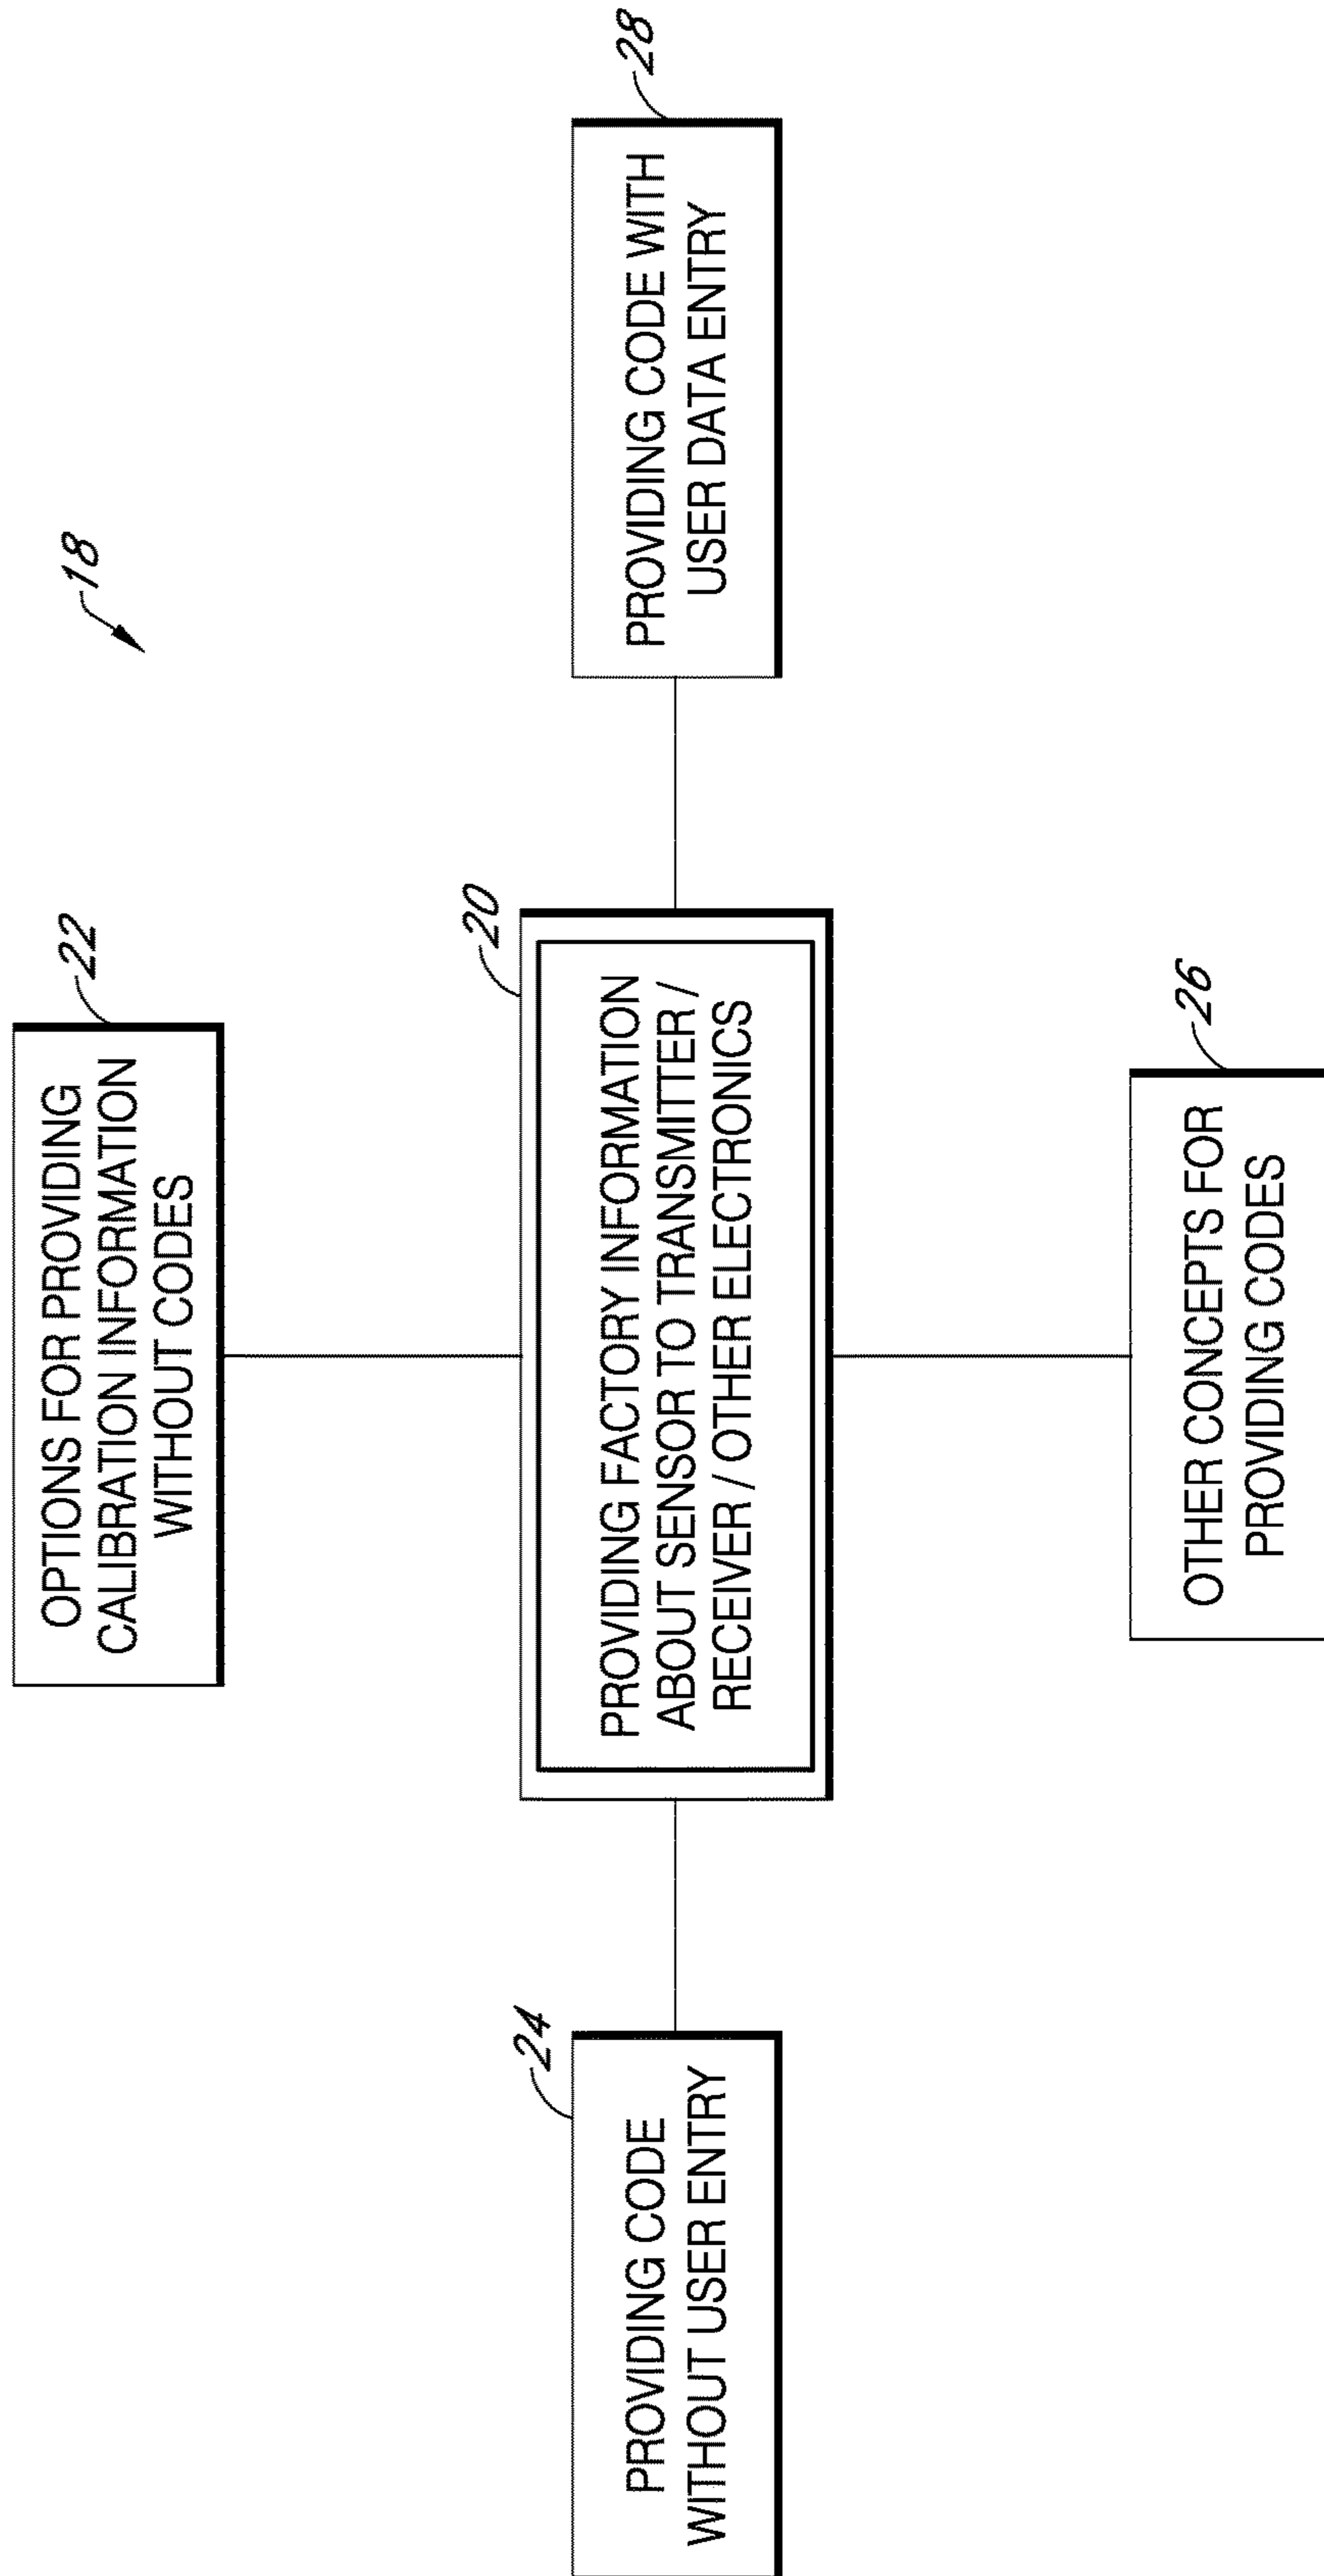 18
22
OPTIONS FOR PROVIDING
CALIBRATION INFORMATION
WITHOUT CODES
24
PROVIDING CODE
WITHOUT USER ENTRY
20
PROVIDING FACTORY INFORMATION
ABOUT SENSOR TO TRANSMITTER /
RECEIVER / OTHER ELECTRONICS
28
PROVIDING CODE WITH
USER DATA ENTRY
26
OTHER CONCEPTS FOR
PROVIDING CODES